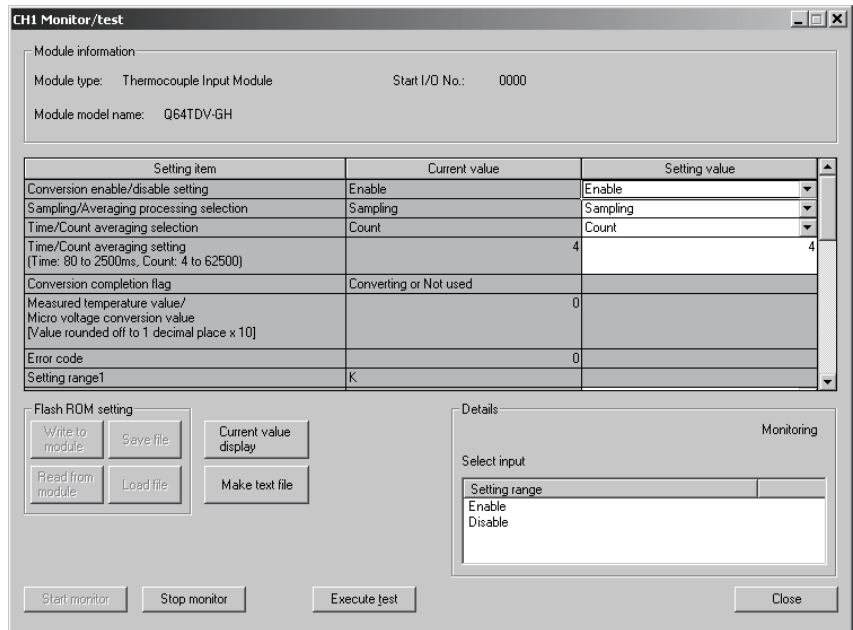 CH1 Monitor/test
Module information
Module type: Thermocouple Input Module Start I/O No.: 0000
Module model name: Q64TDV-GH
Setting item Current value Setting value
Conversion enable/disable setting Enable Enable
Sampling/Averaging processing selection Sampling Sampling
Time/Count averaging selection Count Count
Time/Count averaging setting
(Time: 80 to 2500ms, Count: 4 to 62500) 4 4
Conversion completion flag Converting or Not used
Measured temperature value/
Micro voltage conversion value
[Value rounded off to 1 decimal place x 10] 0
Error code 0
Setting range1 K
Flash ROM setting
Write to module
Save file
Current value display
Read from module
Load file
Make text file
Details
Monitoring
Select input
Setting range
Enable
Disable
Start monitor Stop monitor Execute test Close